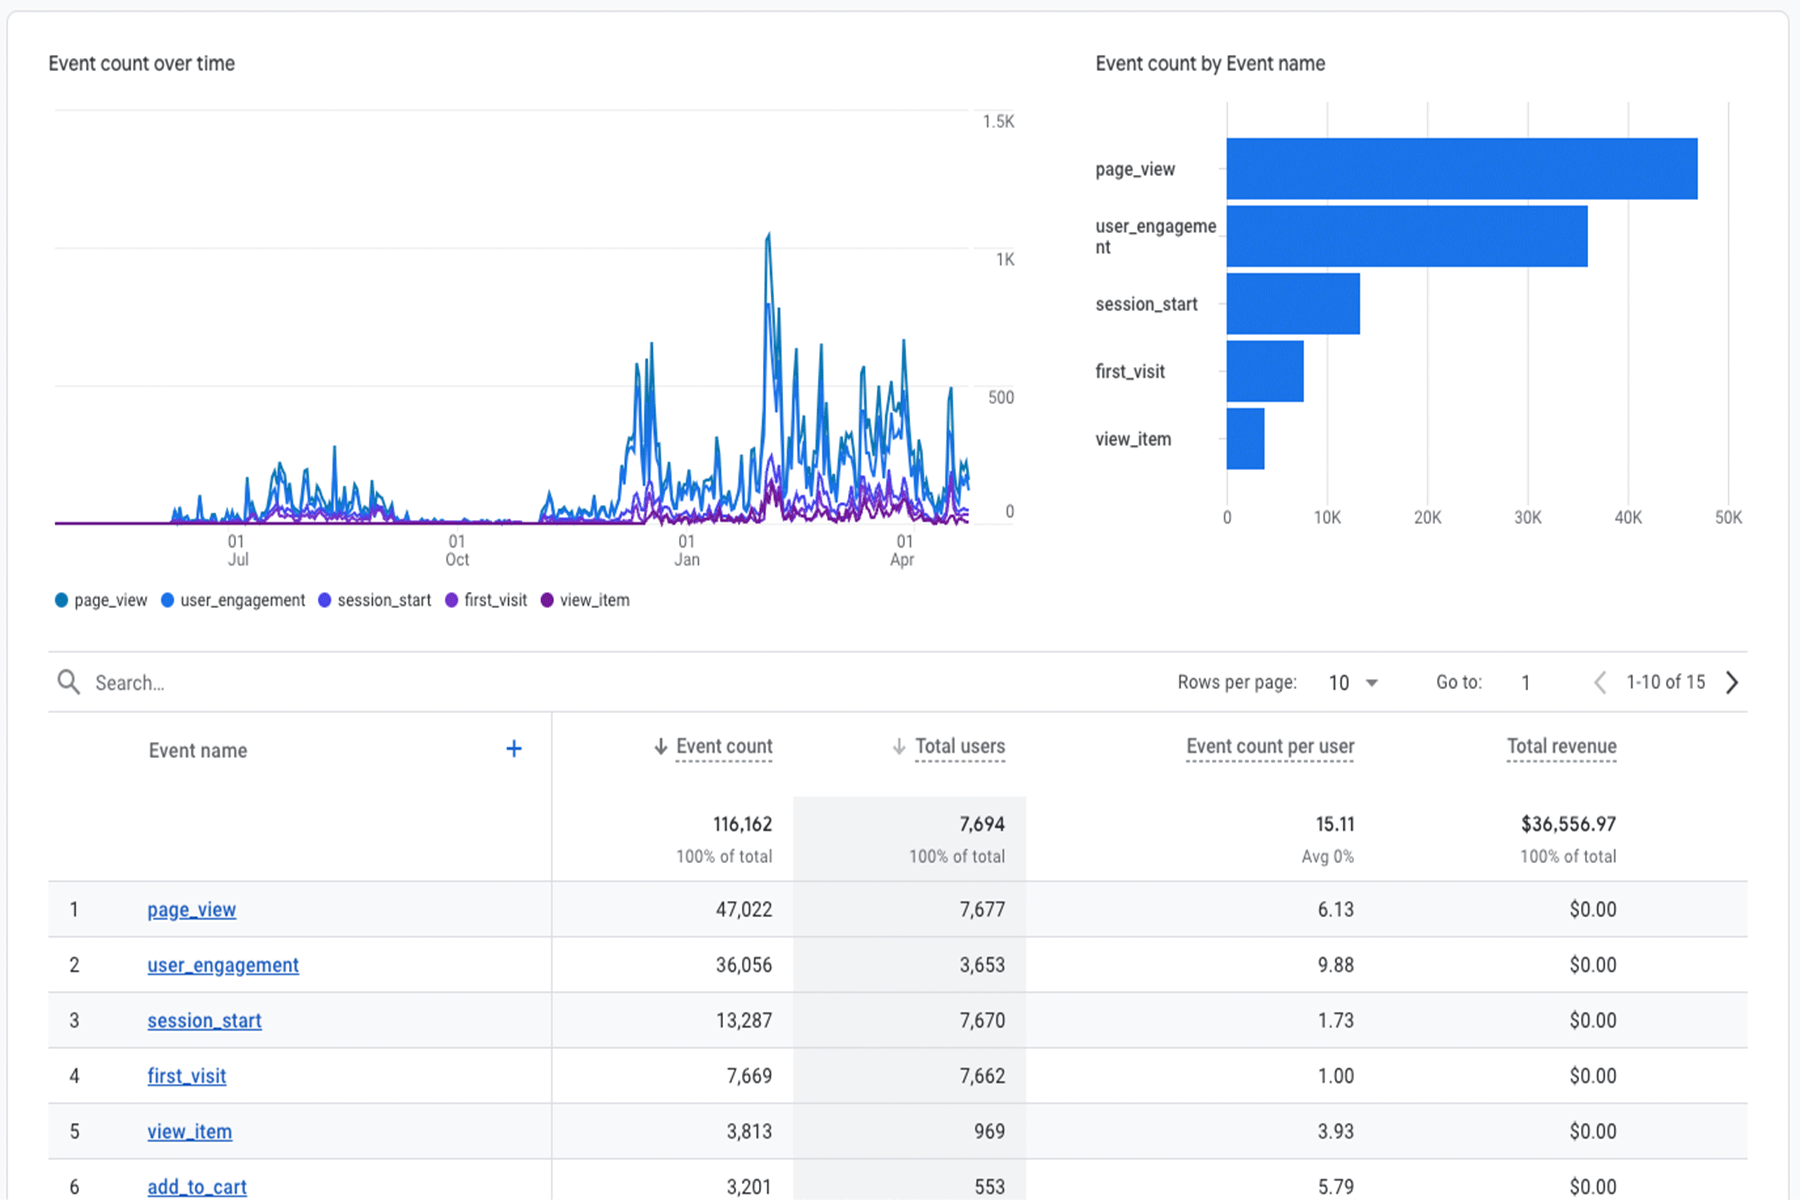 Event count over time
1.5K
1K
500
0
01 Jul
01 Oct
01 Jan
01 Apr
page_view user_engagement session_start first_visit view_item
Event count by Event name
page_view
user_engageme
nt
session_start
first_visit
view_item
0 10K 20K 30K 40K 50K
Search... Rows per page: 10 Go to: 1 1-10 of 15
Event name + Event count Total users Event count per user Total revenue
116,162 7,694 15.11 $36,556.97
100% of total 100% of total Avg 0% 100% of total
1 page_view 47,022 7,677 6.13 $0.00
2 user_engagement 36,056 3,653 9.88 $0.00
3 session_start 13,287 7,670 1.73 $0.00
4 first_visit 7,669 7,662 1.00 $0.00
5 view_item 3,813 969 3.93 $0.00
6 add_to_cart 3,201 553 5.79 $0.00